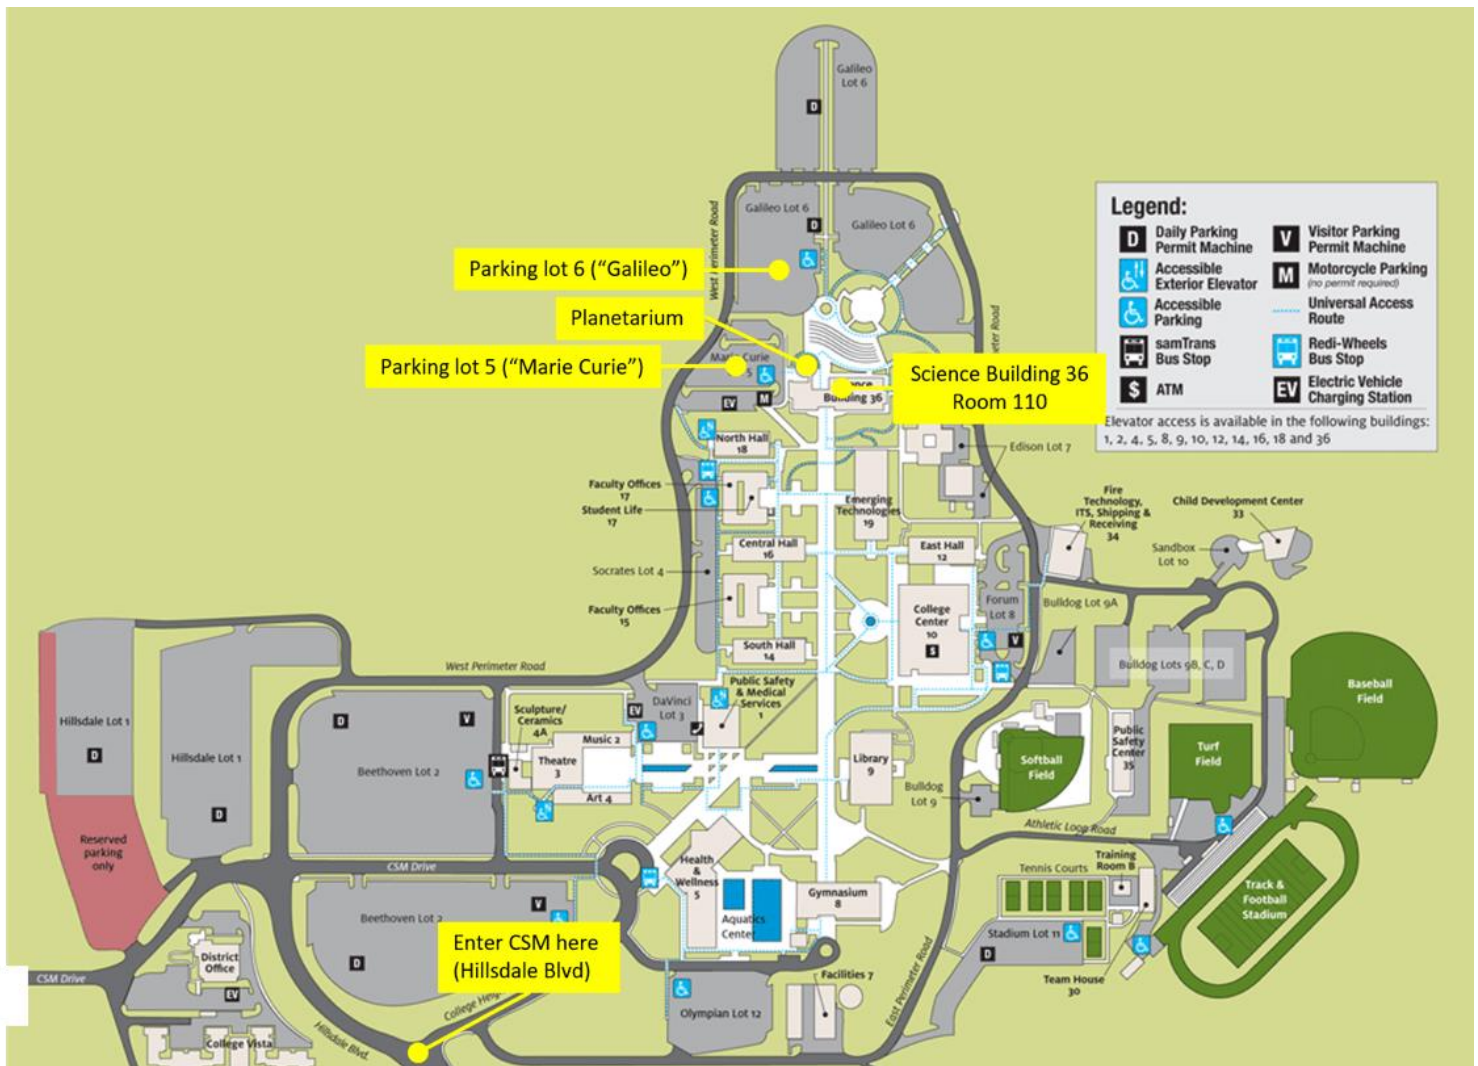 Galileo
Lot 6
D
Galileo Lot 6
D
Galileo Lot 6
West Perimeter Road
Parking lot 6 (“Galileo”)
Planetarium
Parking lot 5 (“Marie Curie”)
Marie Curie
5
Science Building 36
Room 110
Building 36
EV
M
Legend:
D
Daily Parking
Permit Machine
Accessible
Exterior Elevator
Accessible
Parking
samTrans
Bus Stop
$
ATM
V
Visitor Parking
Permit Machine
M
Motorcycle Parking
(no permit required)
Universal Access
Route
Redi-Wheels
Bus Stop
EV
Electric Vehicle
Charging Station
Elevator access is available in the following buildings:
1, 2, 4, 5, 8, 9, 10, 12, 14, 16, 18 and 36
North Hall
18
Edison Lot 7
Faculty Offices
17
Student Life
17
Emerging
Technologies
19
Fire
Technology,
ITS, Shipping &
Receiving
34
Child Development Center
33
Sandbox
Lot 10
Central Hall
16
East Hall
12
Socrates Lot 4
Faculty Offices
15
College
Center
10
$
Forum
Lot 8
V
Bulldog Lot 9A
South Hall
14
Bulldog Lots 9B, C, D
West Perimeter Road
Public Safety
& Medical
Services
1
DaVinci
Lot 3
EV
Baseball
Field
Hillsdale Lot 1
D
Hillsdale Lot 1
D
D
V
Beethoven Lot 2
Sculpture/
Ceramics
4A
Music 2
Theatre
3
Art 4
Library
9
Bulldog
Lot 9
Softball
Field
Public
Safety
Center
35
Turf
Field
Athletic Loop Road
Reserved
parking
only
CSM Drive
Health
&
Wellness
5
Aquatics
Center
Gymnasium
8
Tennis Courts
Training
Room B
Track &
Football
Stadium
Stadium Lot 11
D
Team House
30
Beethoven Lot 2
V
D
Enter CSM here
(Hillsdale Blvd)
District
Office
EV
CSM Drive
College Vista
Hillsdale Blvd.
College Heig
Olympian Lot 12
Facilities 7
East Perimeter Road